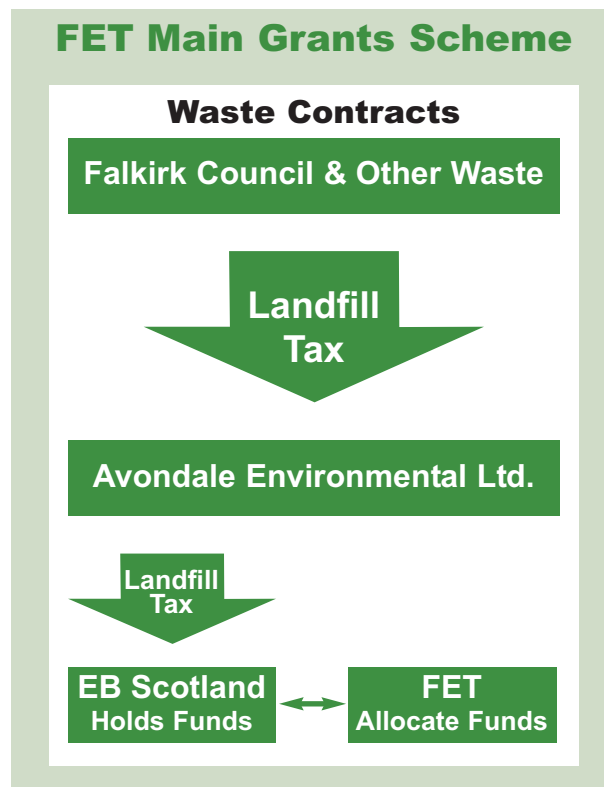 FET Main Grants Scheme
Waste Contracts
Falkirk Council & Other Waste
Landfill
Tax
Avondale Environmental Ltd.
Landfill
Tax
EB Scotland
Holds Funds
FET
Allocate Funds